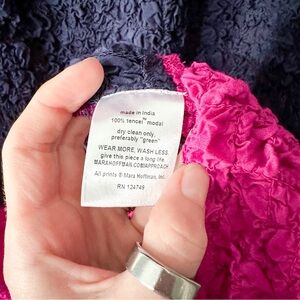 made in India
100% tencel™ modal
dry clean only,
preferably "green"
WEAR MORE, WASH LESS.
give this piece a long life
MARAHOFFMAN.COM/APPROACH
All prints © Mara Hoffman, Inc.
RN 124749